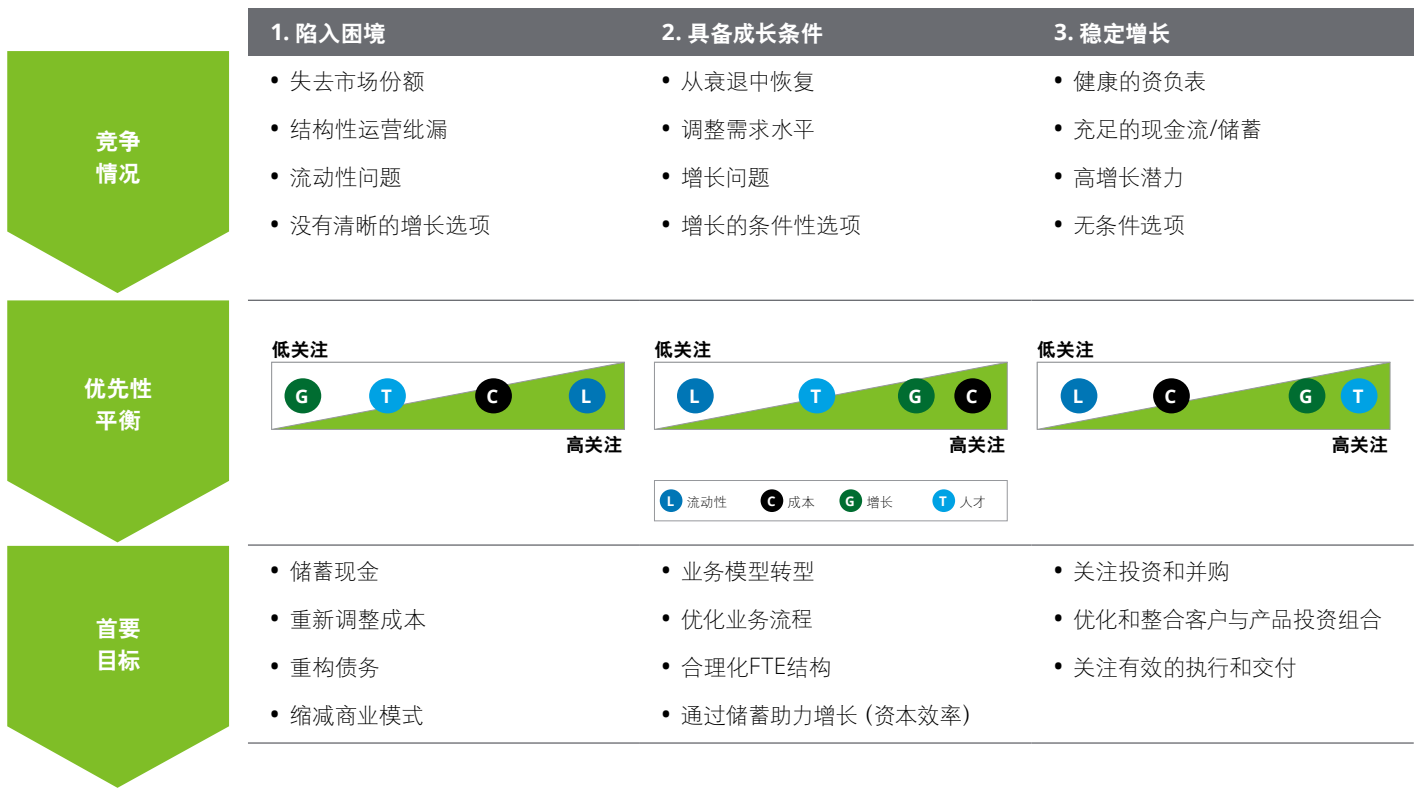 1. 陷入困境
2. 具备成长条件
3. 稳定增长
竞争
情况
• 失去市场份额
• 结构性运营纰漏
• 流动性问题
• 没有清晰的增长选项
• 从衰退中恢复
• 调整需求水平
• 增长问题
• 增长的条件性选项
• 健康的资负表
• 充足的现金流/储蓄
• 高增长潜力
• 无条件选项
优先性
平衡
低关注
G T C L
高关注
低关注
L T G C
高关注
低关注
L C G T
高关注
L 流动性 C 成本 G 增长 T 人才
首要
目标
• 储蓄现金
• 重新调整成本
• 重构债务
• 缩减商业模式
• 业务模型转型
• 优化业务流程
• 合理化FTE结构
• 通过储蓄助力增长 (资本效率)
• 关注投资和并购
• 优化和整合客户与产品投资组合
• 关注有效的执行和交付